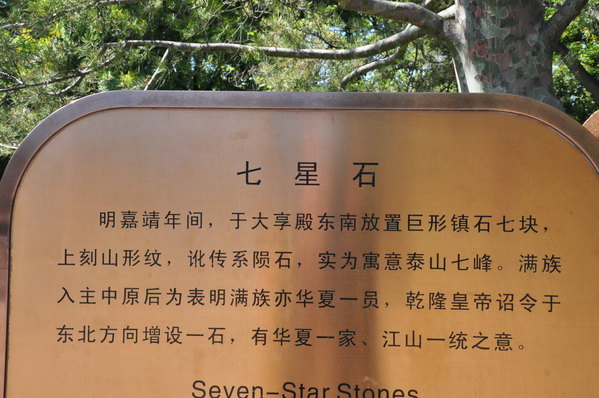 七星石
明嘉靖年间，于大享殿东南放置巨形镇石七块，
上刻山形纹，讹传系陨石，实为寓意泰山七峰。满族
入主中原后为表明满族亦华夏一员，乾隆皇帝诏令于
东北方向增设一石，有华夏一家、江山一统之意。
Seven-Star Stones